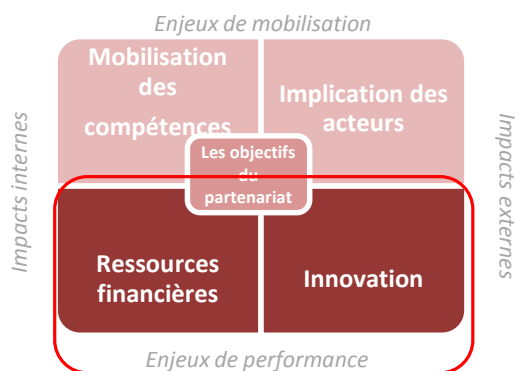 Enjeux de mobilisation
Mobilisation
des
compétences
Implication des
acteurs
Impacts internes
Impacts externes
Les objectifs
du
partenariat
Ressources
financières
Innovation
Enjeux de performance